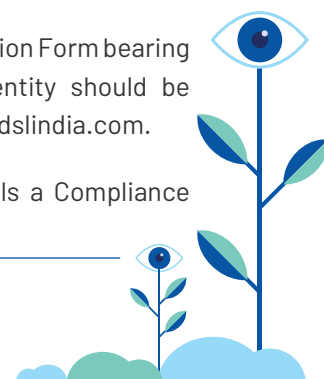 ion Form bearing
entity should be
dslindia.com.
ls a Compliance